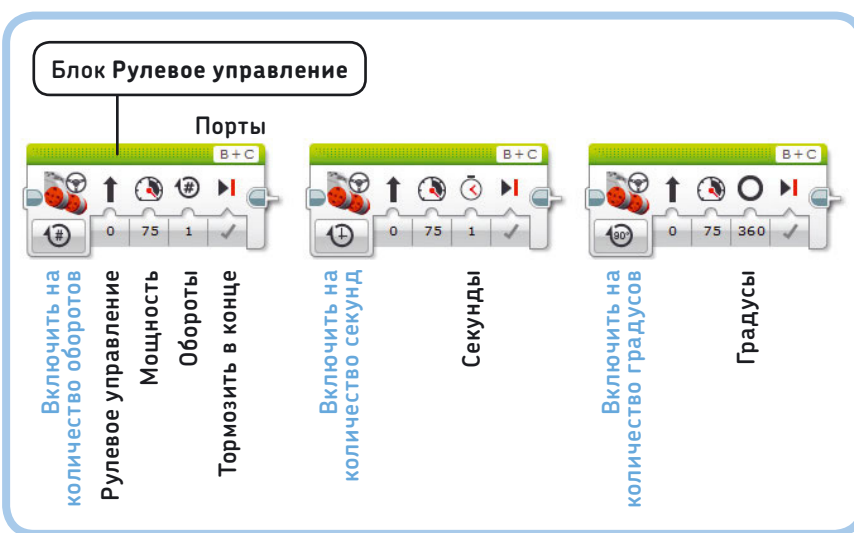 Блок Рулевое управление
Порты
B+C
#
#
0 75 1
Включить на
количество оборотов
Рулевое управление
Мощность
Обороты
Тормозить в конце
B+C
0 75 1
Включить на
количество секунд
Секунды
B+C
90°
0 75 360
Включить на
количество градусов
Градусы